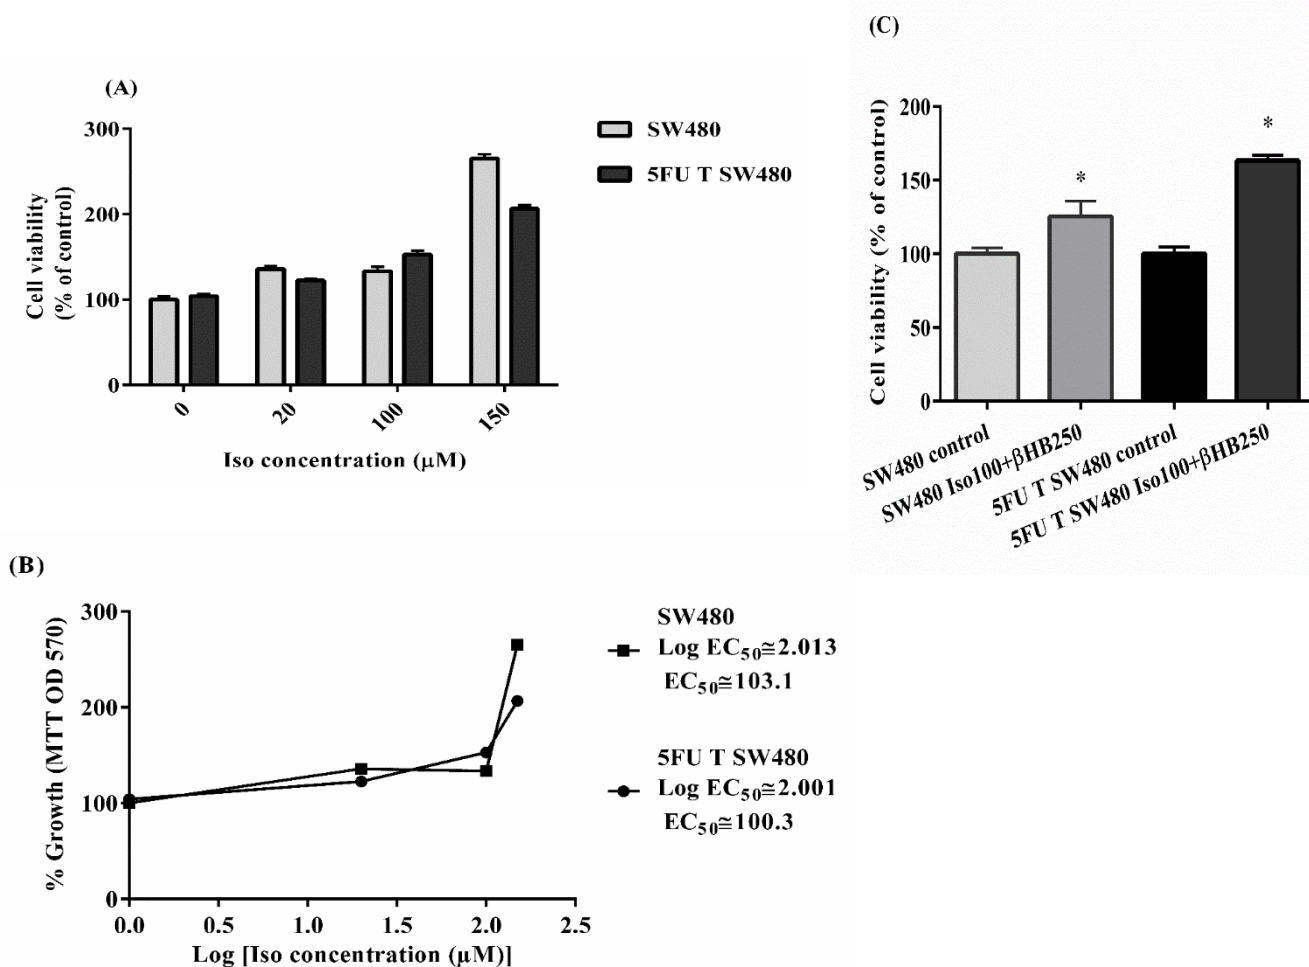 (A)
300
200
100
0
Cell viability
(% of control)
0
20
100
150
Iso concentration (μM)
SW480
5FU T SW480
(C)
200
150
100
50
0
Cell viability (% of control)
*
*
SW480 control
SW480 Iso100+βHB250
5FU T SW480 control
5FU T SW480 Iso100+βHB250
(B)
300
200
100
0
% Growth (MTT OD 570)
0.0
0.5
1.0
1.5
2.0
2.5
Log [Iso concentration (μM)]
SW480
Log EC₅₀≅2.013
EC₅₀≅103.1
5FU T SW480
Log EC₅₀≅2.001
EC₅₀≅100.3